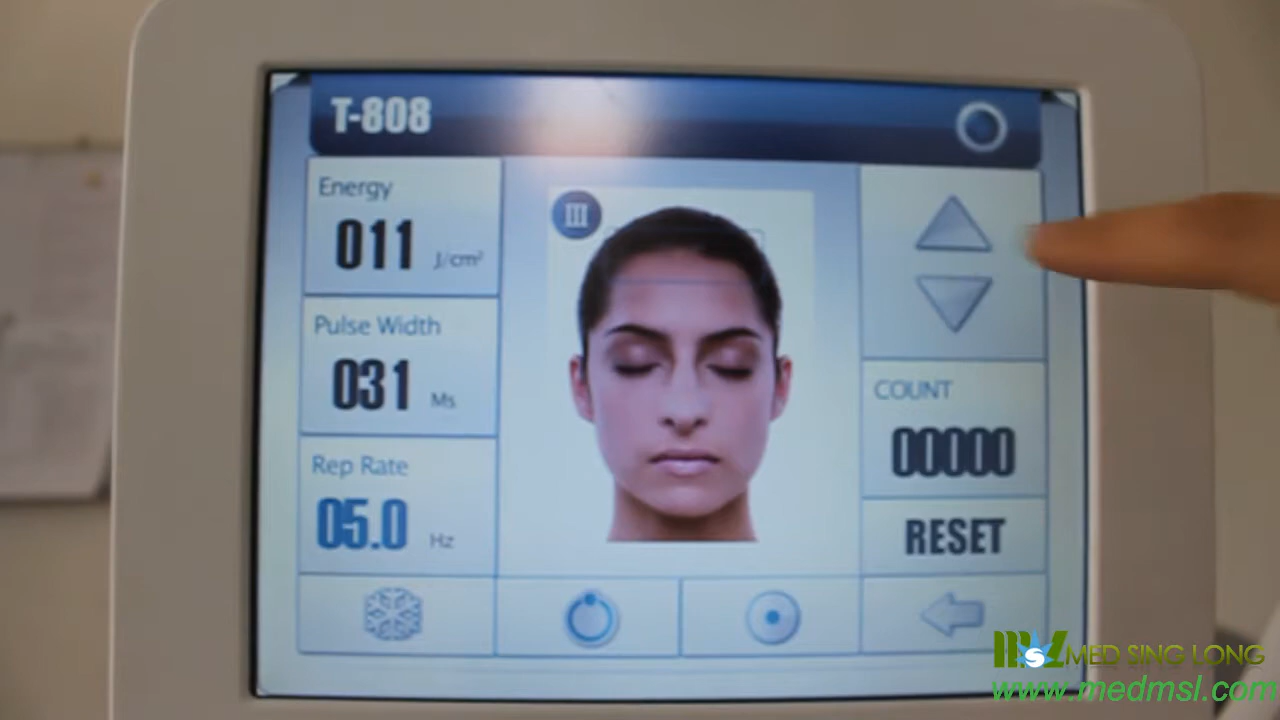 T-808
Energy
011 J/cm²
III
Pulse Width
031 Ms
Rep Rate
05.0 Hz
COUNT
00000
RESET
MSL MED SING LONG
www.medmsl.com